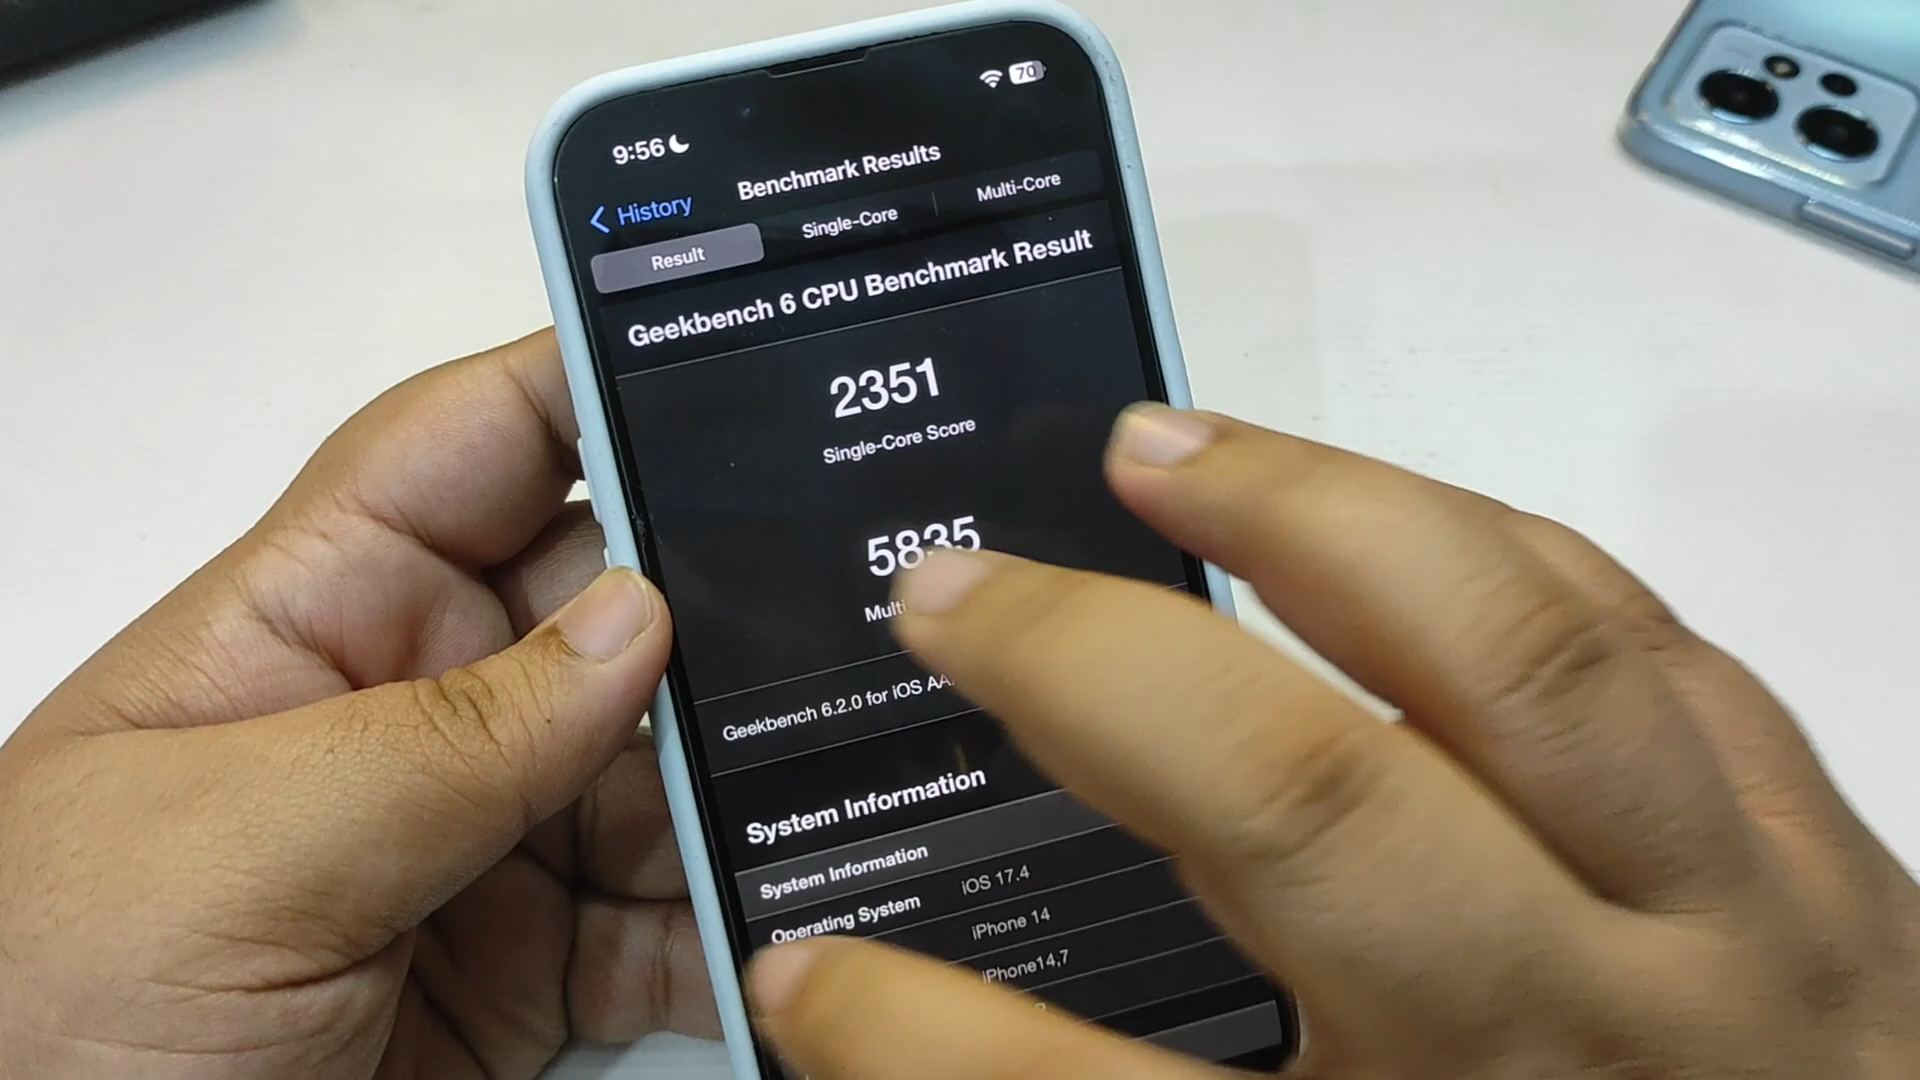 9:56
70
Benchmark Results
History
Result
Single-Core
Multi-Core
Geekbench 6 CPU Benchmark Result
2351
Single-Core Score
5835
Geekbench 6.2.0 for iOS
System Information
System Information
Operating System iOS 17.4
iPhone 14
iPhone14,7